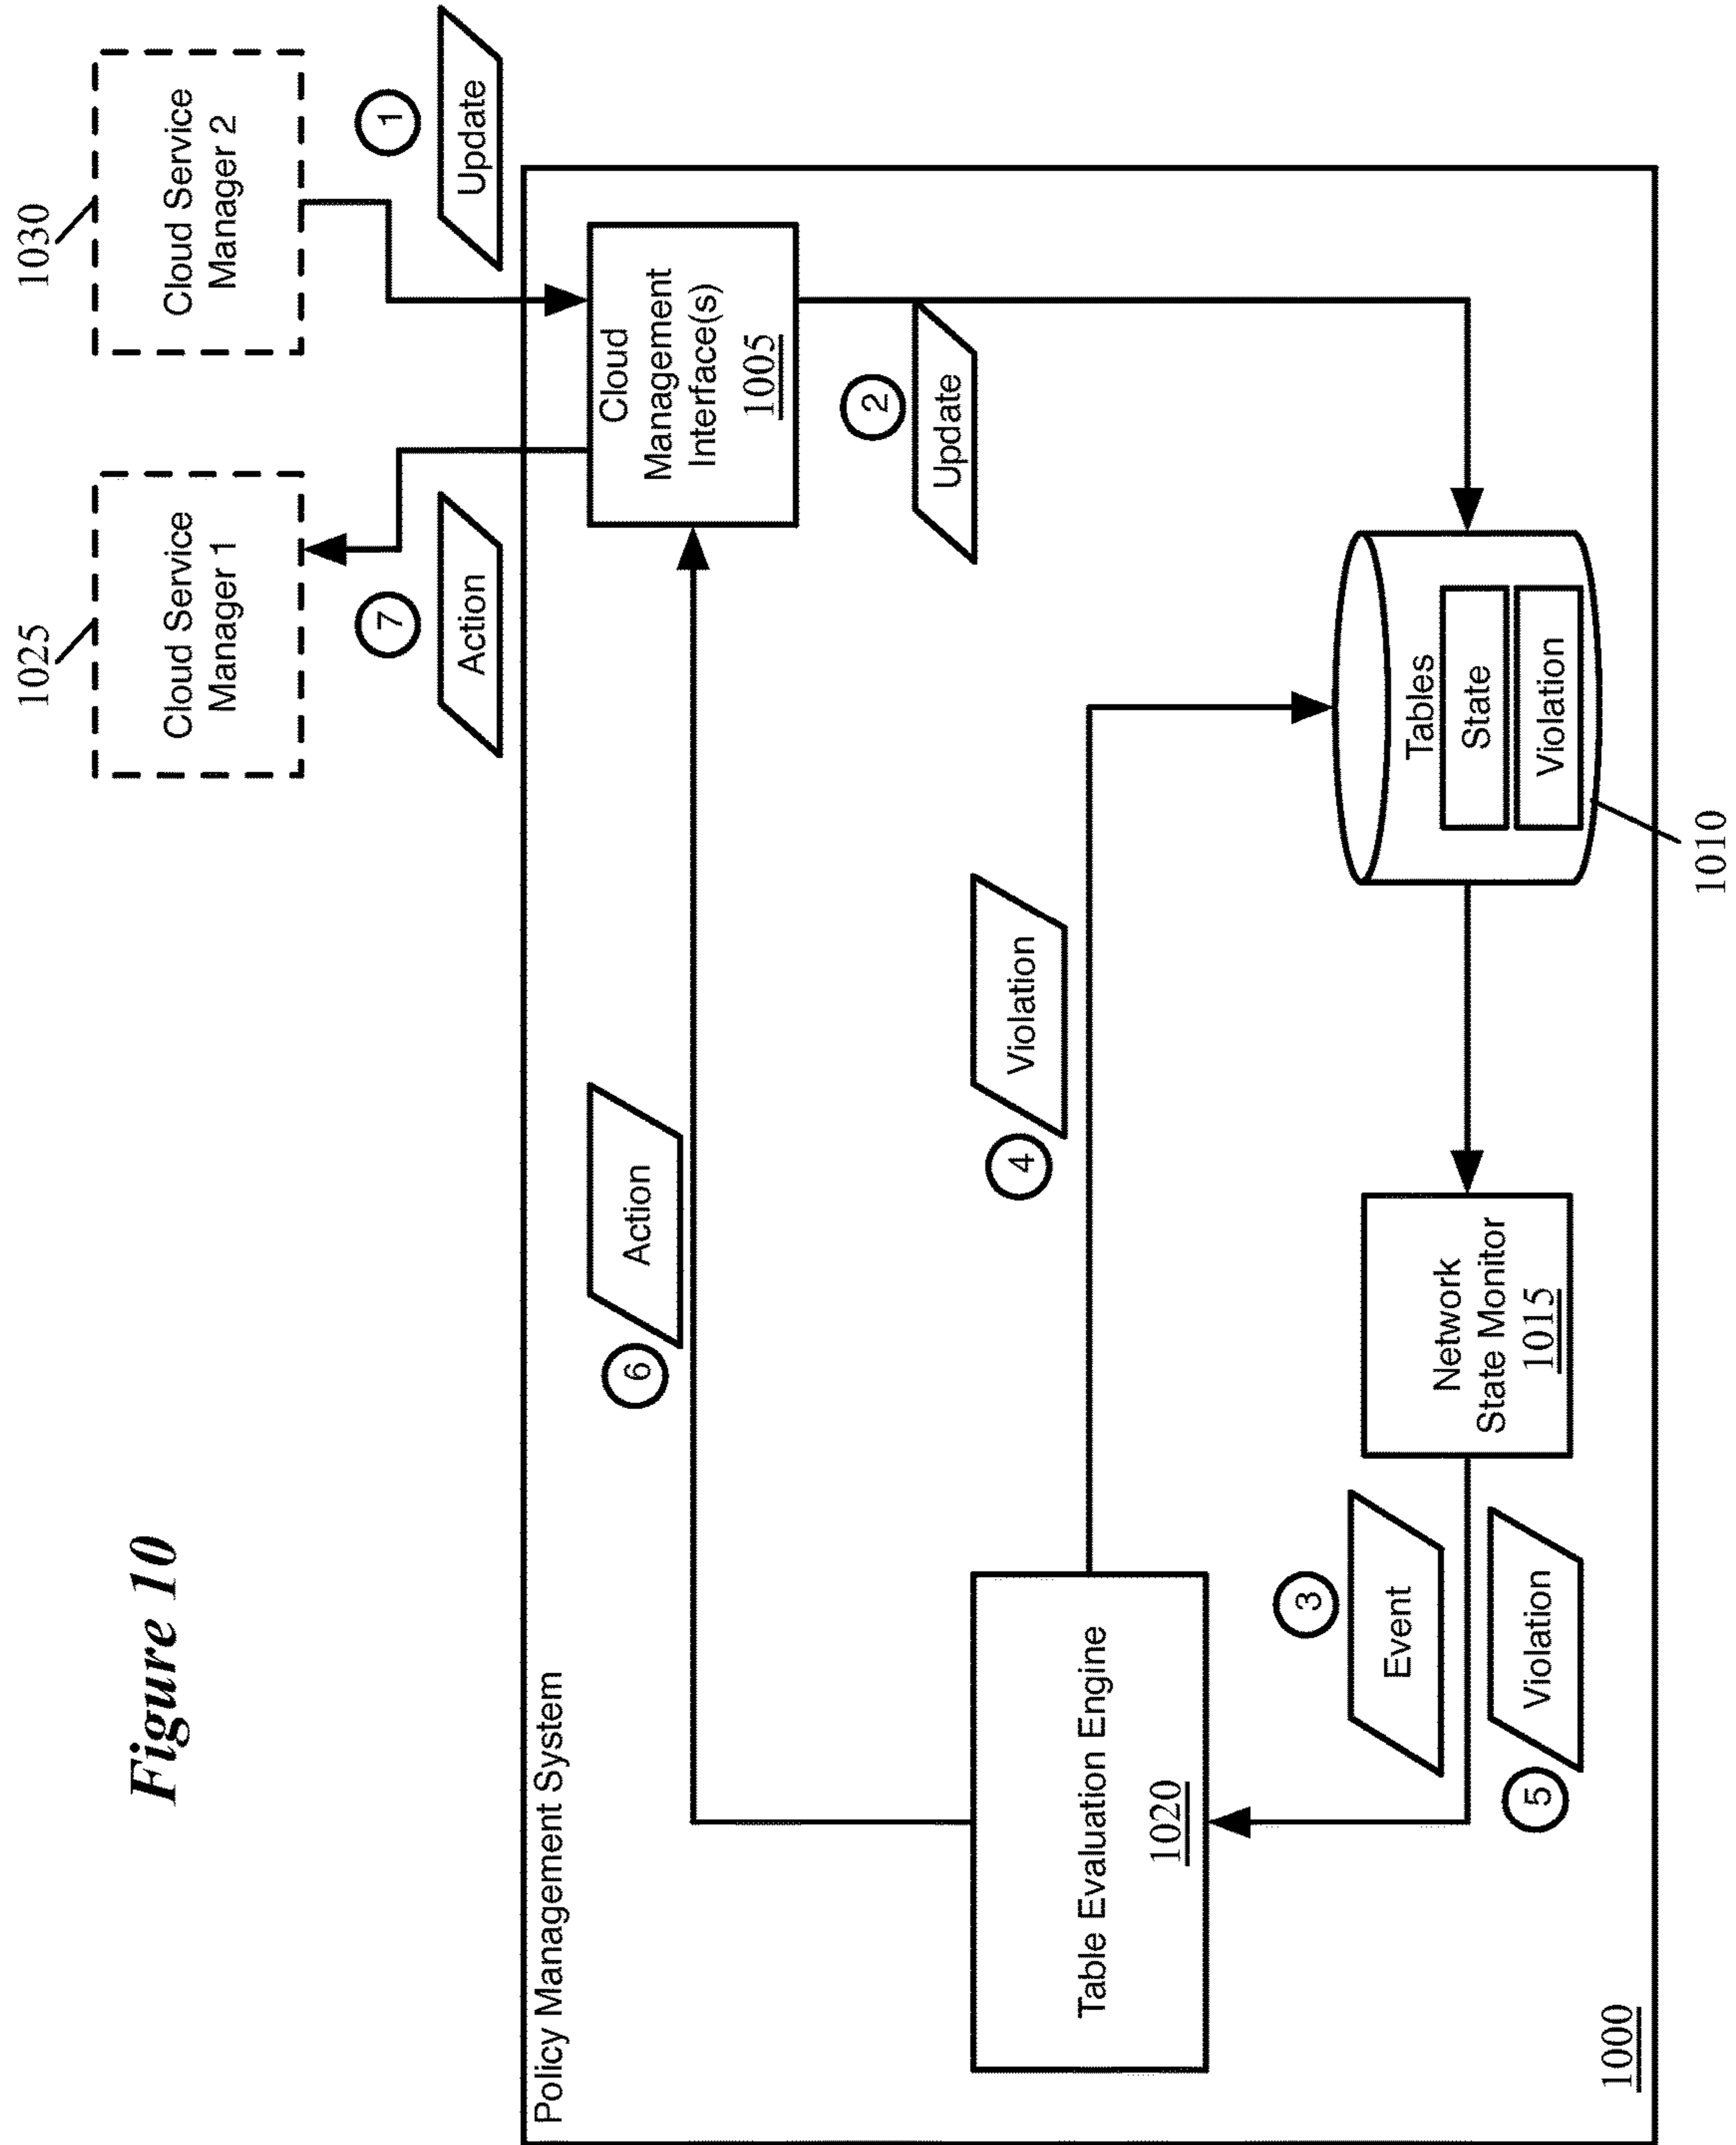 Figure 10
1025
1030
Cloud Service
Manager 1
Cloud Service
Manager 2
7
Action
1
Update
Policy Management System
Cloud
Management
Interface(s)
1005
6
Action
2
Update
4
Violation
Table Evaluation Engine
1020
3
Event
5
Violation
Network
State Monitor
1015
Tables
State
Violation
1010
1000